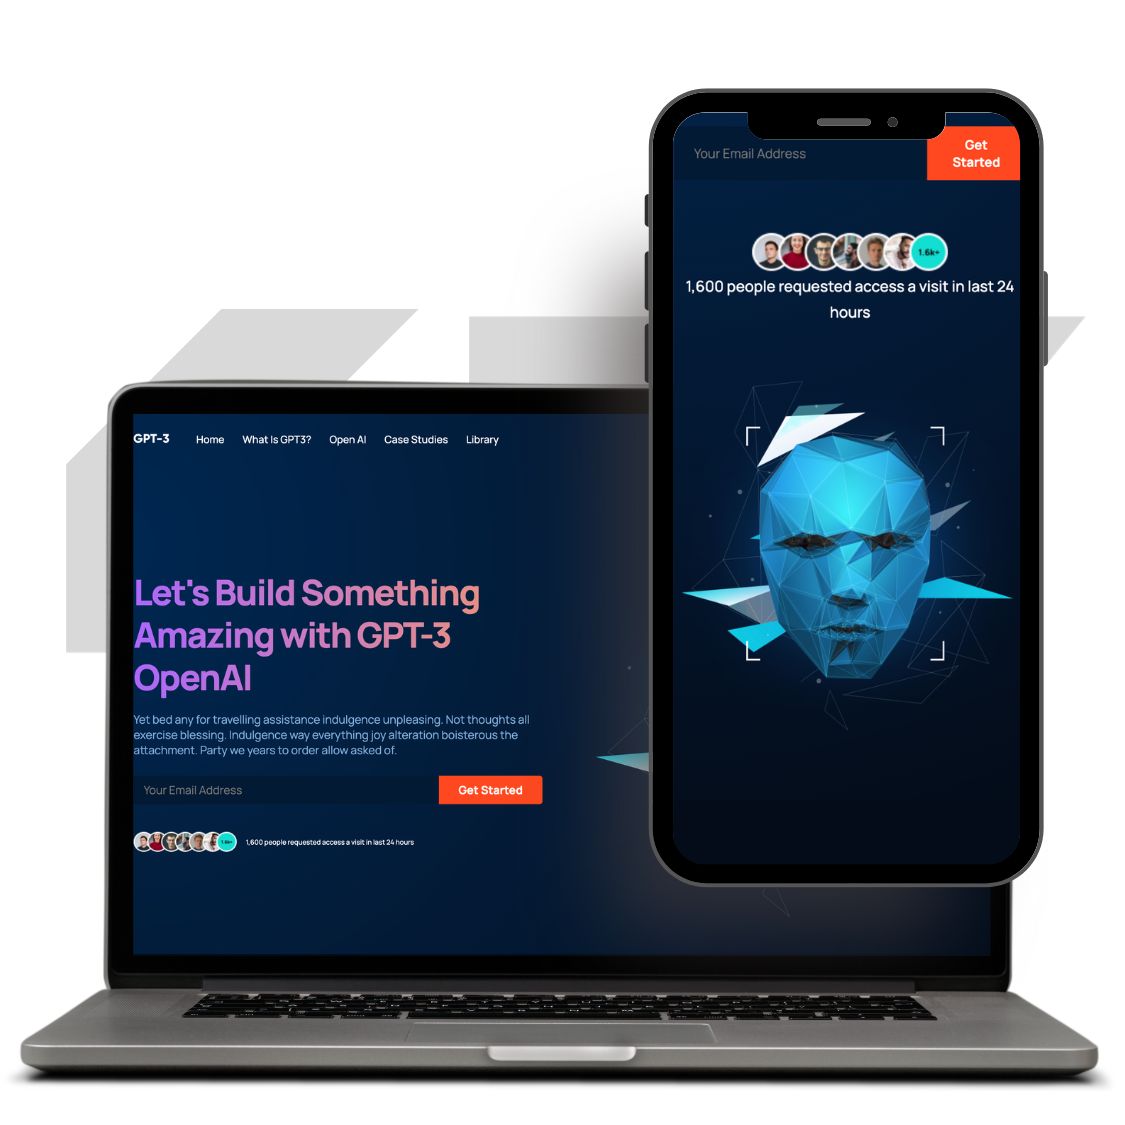 Your Email Address
Get
Started
1.6k+
1,600 people requested access a visit in last 24
hours
GPT-3
Home
What Is GPT3?
Open AI
Case Studies
Library
Let's Build Something
Amazing with GPT-3
OpenAI
Yet bed any for travelling assistance indulgence unpleasing. Not thoughts all
exercise blessing. Indulgence way everything joy alteration boisterous the
attachment. Party we years to order allow asked of.
Your Email Address
Get Started
1,600 people requested access a visit in last 24 hours